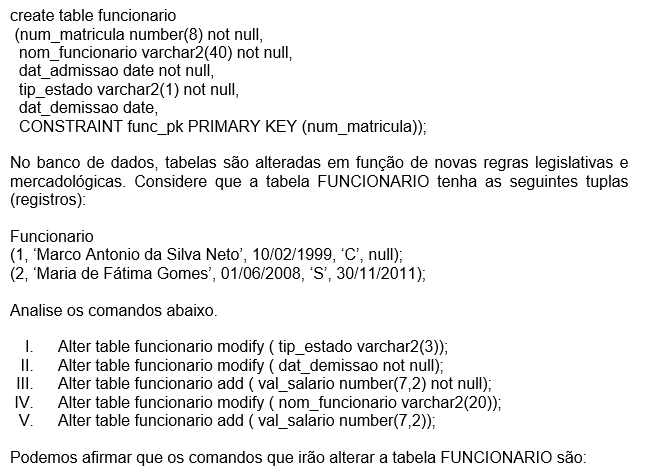 create table funcionario
(num_matricula number(8) not null,
nom_funcionario varchar2(40) not null,
dat_admissao date not null,
tip_estado varchar2(1) not null,
dat_demissao date,
CONSTRAINT func_pk PRIMARY KEY (num_matricula));
No banco de dados, tabelas são alteradas em função de novas regras legislativas e
mercadológicas. Considere que a tabela FUNCIONARIO tenha as seguintes tuplas
(registros):
Funcionario
(1, ‘Marco Antonio da Silva Neto’, 10/02/1999, ‘C’, null);
(2, ‘Maria de Fátima Gomes’, 01/06/2008, ‘S’, 30/11/2011);
Analise os comandos abaixo.
I. Alter table funcionario modify ( tip_estado varchar2(3));
II. Alter table funcionario modify ( dat_demissao not null);
III. Alter table funcionario add ( val_salario number(7,2) not null);
IV. Alter table funcionario modify ( nom_funcionario varchar2(20));
V. Alter table funcionario add ( val_salario number(7,2));
Podemos afirmar que os comandos que irão alterar a tabela FUNCIONARIO são: